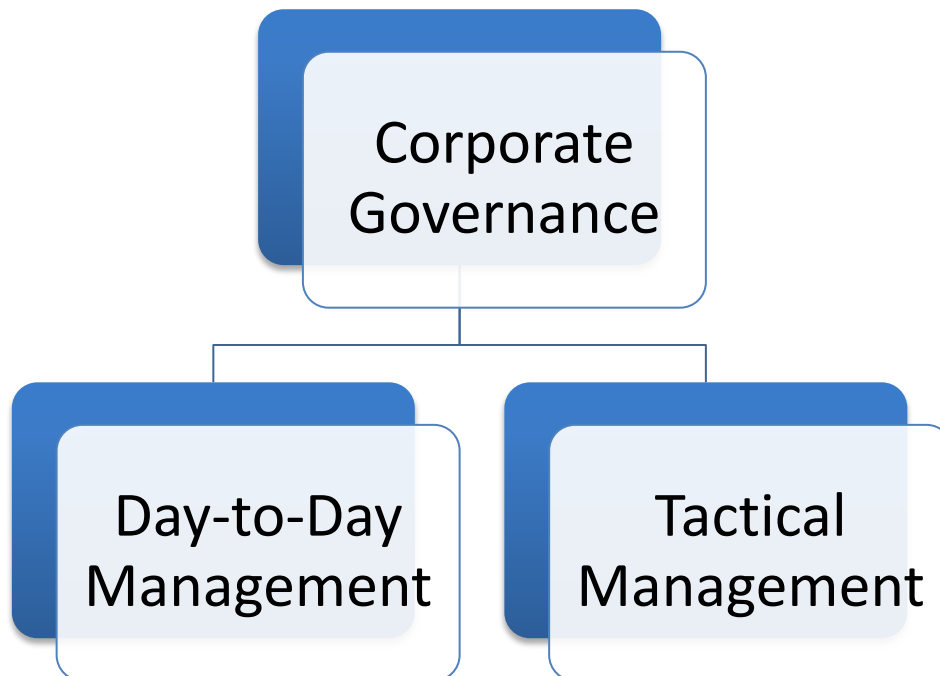 Corporate
Governance
Day-to-Day
Management
Tactical
Management